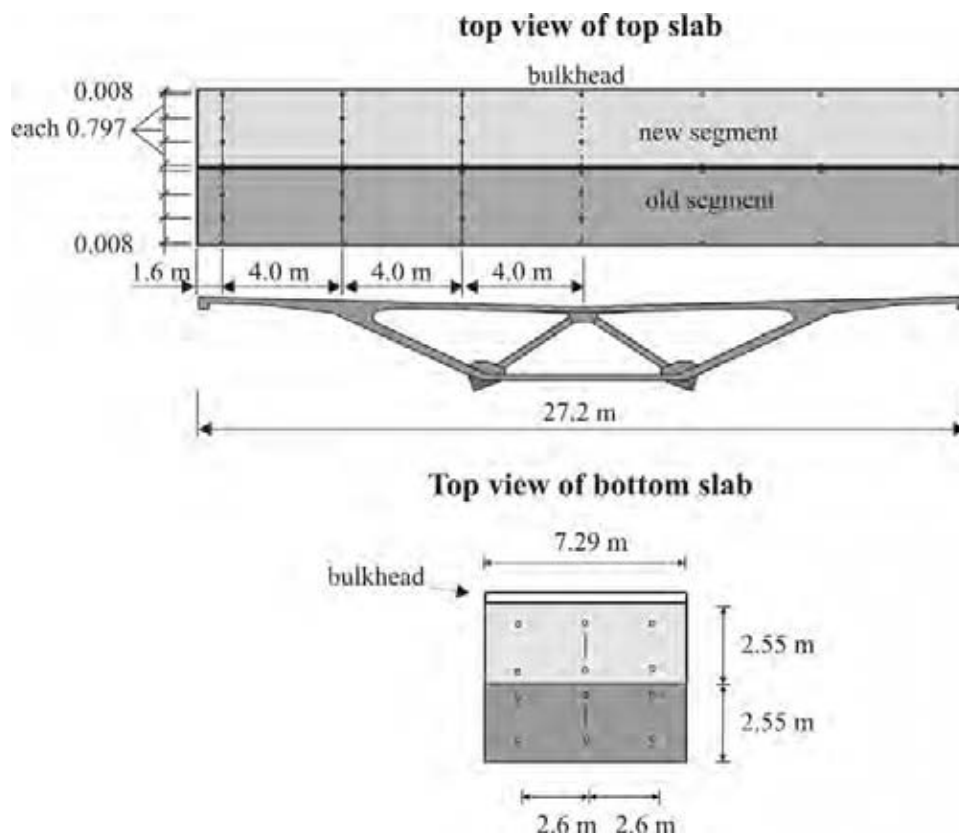 top view of top slab
bulkhead
0.008
each 0.797
new segment
old segment
0.008
1.6 m
4.0 m
4.0 m
4.0 m
27.2 m
Top view of bottom slab
7.29 m
bulkhead
2.55 m
2,55 m
2.6 m
2.6 m